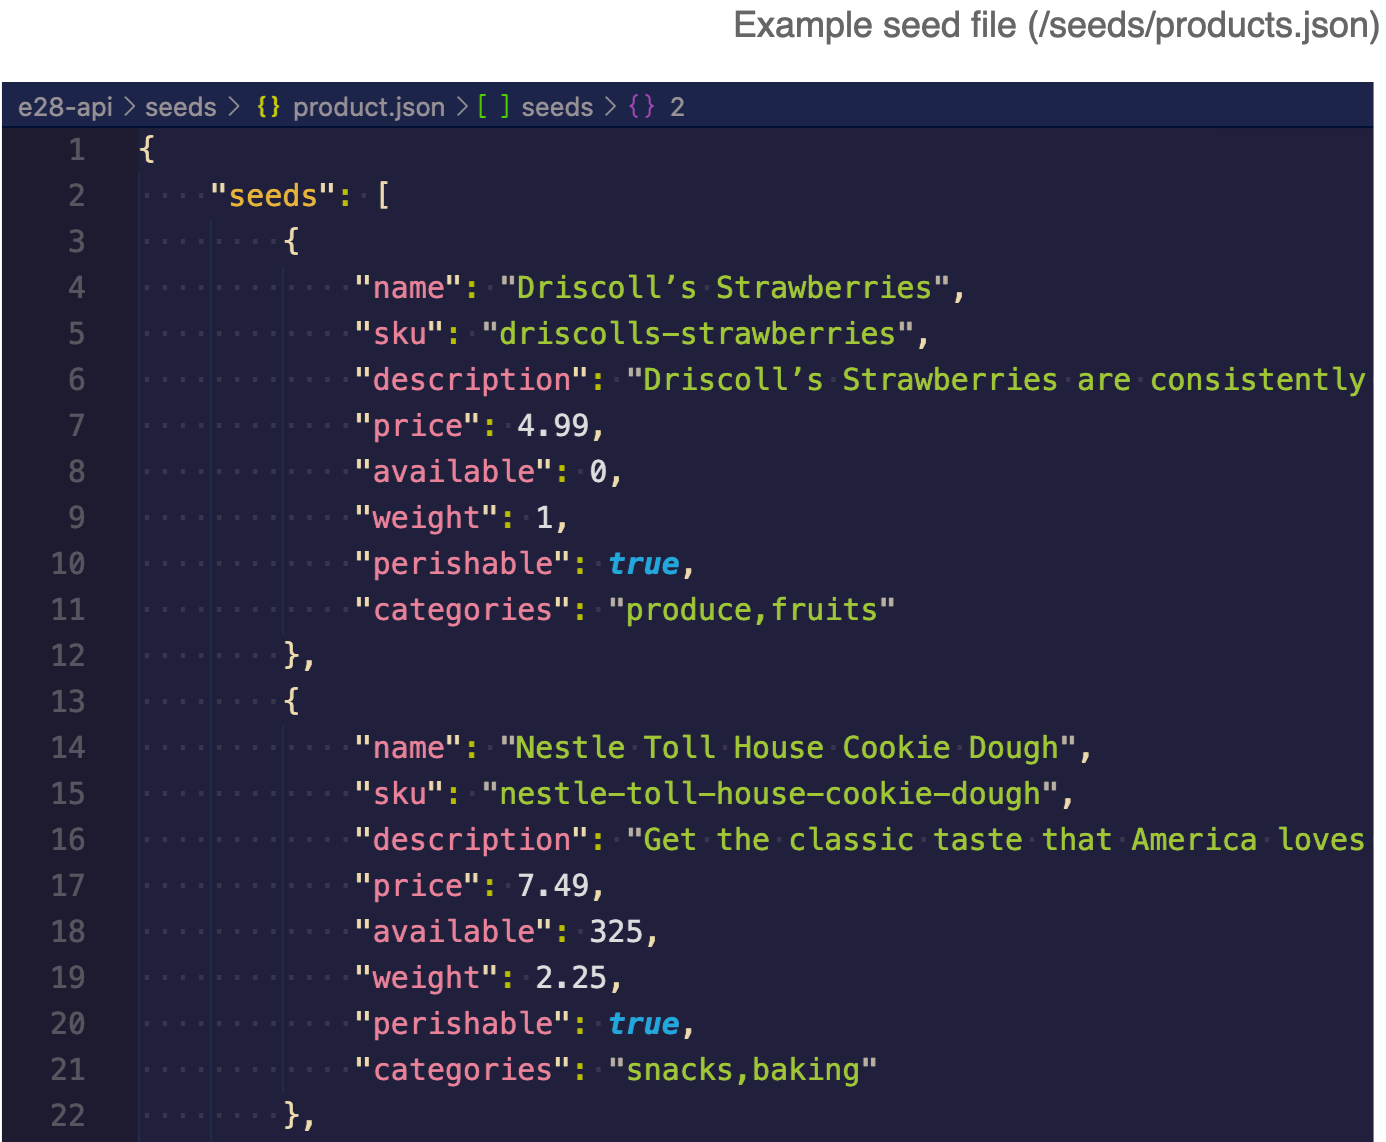 Example seed file (/seeds/products.json)
e28-api > seeds > {} product.json > [ ] seeds > {} 2
1 {
2 "seeds": [
3 {
4 "name": "Driscoll’s Strawberries",
5 "sku": "driscolls-strawberries",
6 "description": "Driscoll’s Strawberries are consistently
7 "price": 4.99,
8 "available": 0,
9 "weight": 1,
10 "perishable": true,
11 "categories": "produce,fruits"
12 },
13 {
14 "name": "Nestle Toll House Cookie Dough",
15 "sku": "nestle-toll-house-cookie-dough",
16 "description": "Get the classic taste that America loves
17 "price": 7.49,
18 "available": 325,
19 "weight": 2.25,
20 "perishable": true,
21 "categories": "snacks,baking"
22 },